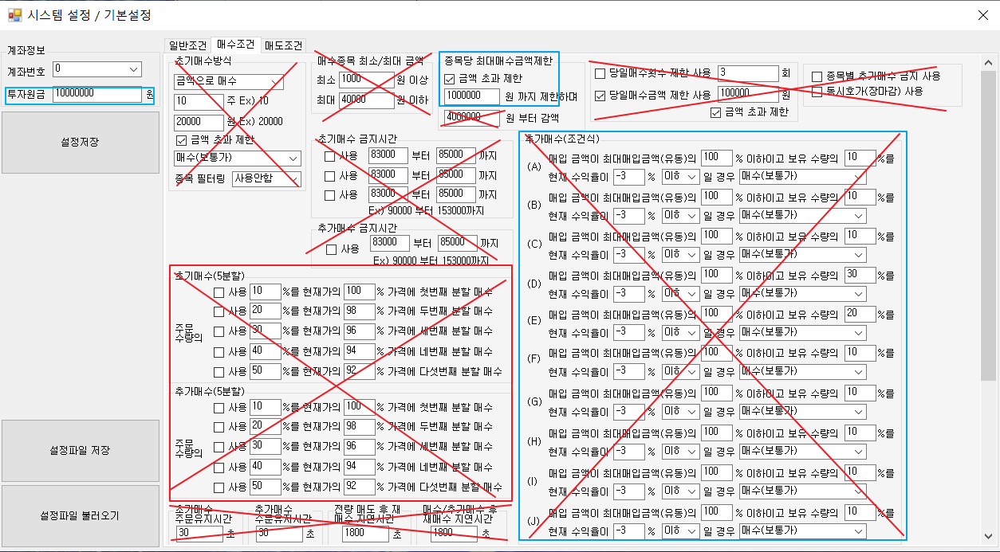 시스템 설정 / 기본설정
계좌정보
계좌번호 0
투자원금 10000000 원
설정저장
설정파일 저장
설정파일 불러오기
일반조건 매수조건 매도조건
초기매수방식
금액으로 매수
10 주 Ex) 10
20000 원 Ex) 20000
금액 초과 제한
매수(보통가)
종목 필터링 사용안함
매수종목 최소/최대 금액
최소 1000 원 이상
최대 40000 원 이하
종목당 최대매수금액제한
금액 초과 제한
1000000 원 까지 제한하며
4000000 원 부터 감액
당일매수횟수 제한 사용 3 회
당일매수금액 제한 사용 100000 원
금액 초과 제한
종목별 추가매수 금지 사용
동시호가(장마감) 사용
초기매수 금지시간
사용 83000 부터 85000 까지
사용 83000 부터 85000 까지
사용 83000 부터 85000 까지
Ex) 90000 부터 153000까지
추가매수 금지시간
사용 83000 부터 85000 까지
Ex) 90000 부터 153000까지
초기매수(5분할)
주문
수량의
사용 10 %를 현재가의 100 % 가격에 첫번째 분할 매수
사용 20 %를 현재가의 98 % 가격에 두번째 분할 매수
사용 30 %를 현재가의 96 % 가격에 세번째 분할 매수
사용 40 %를 현재가의 94 % 가격에 네번째 분할 매수
사용 50 %를 현재가의 92 % 가격에 다섯번째 분할 매수
추가매수(5분할)
주문
수량의
사용 10 %를 현재가의 100 % 가격에 첫번째 분할 매수
사용 20 %를 현재가의 98 % 가격에 두번째 분할 매수
사용 30 %를 현재가의 96 % 가격에 세번째 분할 매수
사용 40 %를 현재가의 94 % 가격에 네번째 분할 매수
사용 50 %를 현재가의 92 % 가격에 다섯번째 분할 매수
초기매수
주문유지시간
30 초
추가매수
주문유지시간
30 초
전량 매도 후 재
매수 지연시간
1800 초
매수/추가매수 후
재매수 지연시간
1800 초
추가매수(조건식)
(A) 매입 금액이 최대매입금액(유동)의 100 % 이하이고 보유 수량의 10 %를
현재 수익율이 -3 % 이하 일 경우 매수(보통가)
(B) 매입 금액이 최대매입금액(유동)의 100 % 이하이고 보유 수량의 10 %를
현재 수익율이 -3 % 이하 일 경우 매수(보통가)
(C) 매입 금액이 최대매입금액(유동)의 100 % 이하이고 보유 수량의 10 %를
현재 수익율이 -3 % 이하 일 경우 매수(보통가)
(D) 매입 금액이 최대매입금액(유동)의 100 % 이하이고 보유 수량의 30 %를
현재 수익율이 -3 % 이하 일 경우 매수(보통가)
(E) 매입 금액이 최대매입금액(유동)의 100 % 이하이고 보유 수량의 20 %를
현재 수익율이 -3 % 이하 일 경우 매수(보통가)
(F) 매입 금액이 최대매입금액(유동)의 100 % 이하이고 보유 수량의 10 %를
현재 수익율이 -3 % 이하 일 경우 매수(보통가)
(G) 매입 금액이 최대매입금액(유동)의 100 % 이하이고 보유 수량의 10 %를
현재 수익율이 -3 % 이하 일 경우 매수(보통가)
(H) 매입 금액이 최대매입금액(유동)의 100 % 이하이고 보유 수량의 10 %를
현재 수익율이 -3 % 이하 일 경우 매수(보통가)
(I) 매입 금액이 최대매입금액(유동)의 100 % 이하이고 보유 수량의 10 %를
현재 수익율이 -3 % 이하 일 경우 매수(보통가)
(J) 매입 금액이 최대매입금액(유동)의 100 % 이하이고 보유 수량의 10 %를
현재 수익율이 -3 % 이하 일 경우 매수(보통가)